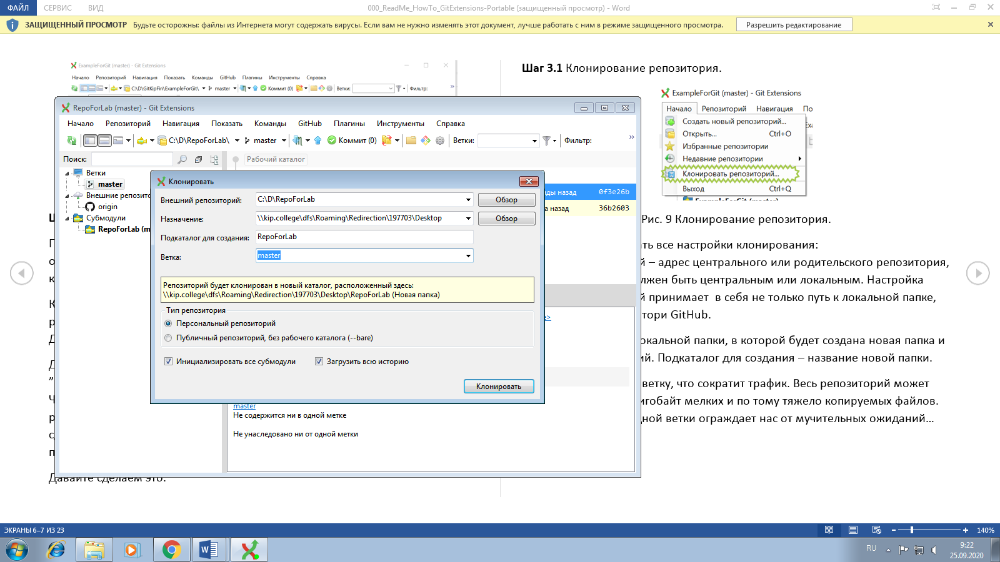 ФАЙЛ СЕРВИС ВИД
000_ReadMe_HowTo_GitExtensions-Portable (защищенный просмотр) - Word
ЗАЩИЩЕННЫЙ ПРОСМОТР Будьте осторожны: файлы из Интернета могут содержать вирусы. Если вам не нужно изменять этот документ, лучше работать с ним в режиме защищенного просмотра. Разрешить редактирование
ExampleForGit (master) - Git Extensions
Начало Репозиторий Навигация Показать Команды GitHub Плагины Инструменты Справка
C:\D\GitKipFin\ExampleForGit\ master Коммит (0) Ветки: Фильтр:
RepoForLab (master) - Git Extensions
Начало Репозиторий Навигация Показать Команды GitHub Плагины Инструменты Справка
C:\D\RepoForLab\ master Коммит (0) Ветки: Фильтр:
Поиск:
Рабочий каталог
Ветки
master
Внешние репозито
origin
Субмодули
RepoForLab (m
ды назад 0f3e26b
а назад 36b2603
Клонировать
Внешний репозиторий: C:\D\RepoForLab Обзор
Назначение: \\kip.college\dfs\Roaming\Redirection\197703\Desktop Обзор
Подкаталог для создания: RepoForLab
Ветка: master
Репозиторий будет клонирован в новый каталог, расположенный здесь:
\\kip.college\dfs\Roaming\Redirection\197703\Desktop\RepoForLab (Новая папка)
Тип репозитория
Персональный репозиторий
Публичный репозиторий, без рабочего каталога (--bare)
Инициализировать все субмодули Загрузить всю историю
Клонировать
master
Не содержится ни в одной метке
Не унаследовано ни от одной метки
Давайте сделаем это.
Шаг 3.1 Клонирование репозитория.
ExampleForGit (master) - Git Extensions
Начало Репозиторий Навигация По
Создать новый репозиторий...
Открыть... Ctrl+O
Избранные репозитории
Недавние репозитории
Клонировать репозиторий...
Выход Ctrl+Q
ExampleForGit (master)
Рис. 9 Клонирование репозитория.
ть все настройки клонирования:
й – адрес центрального или родительского репозитория,
лжен быть центральным или локальным. Настройка
й принимает в себя не только путь к локальной папке,
тори GitHub.
окальной папки, в которой будет создана новая папка и
ий. Подкаталог для создания – название новой папки.
ветку, что сократит трафик. Весь репозиторий может
игобайт мелких и по тому тяжело копируемых файлов.
дной ветки ограждает нас от мучительных ожиданий…
ЭКРАНЫ 6–7 ИЗ 23
140%
RU
9:22
25.09.2020